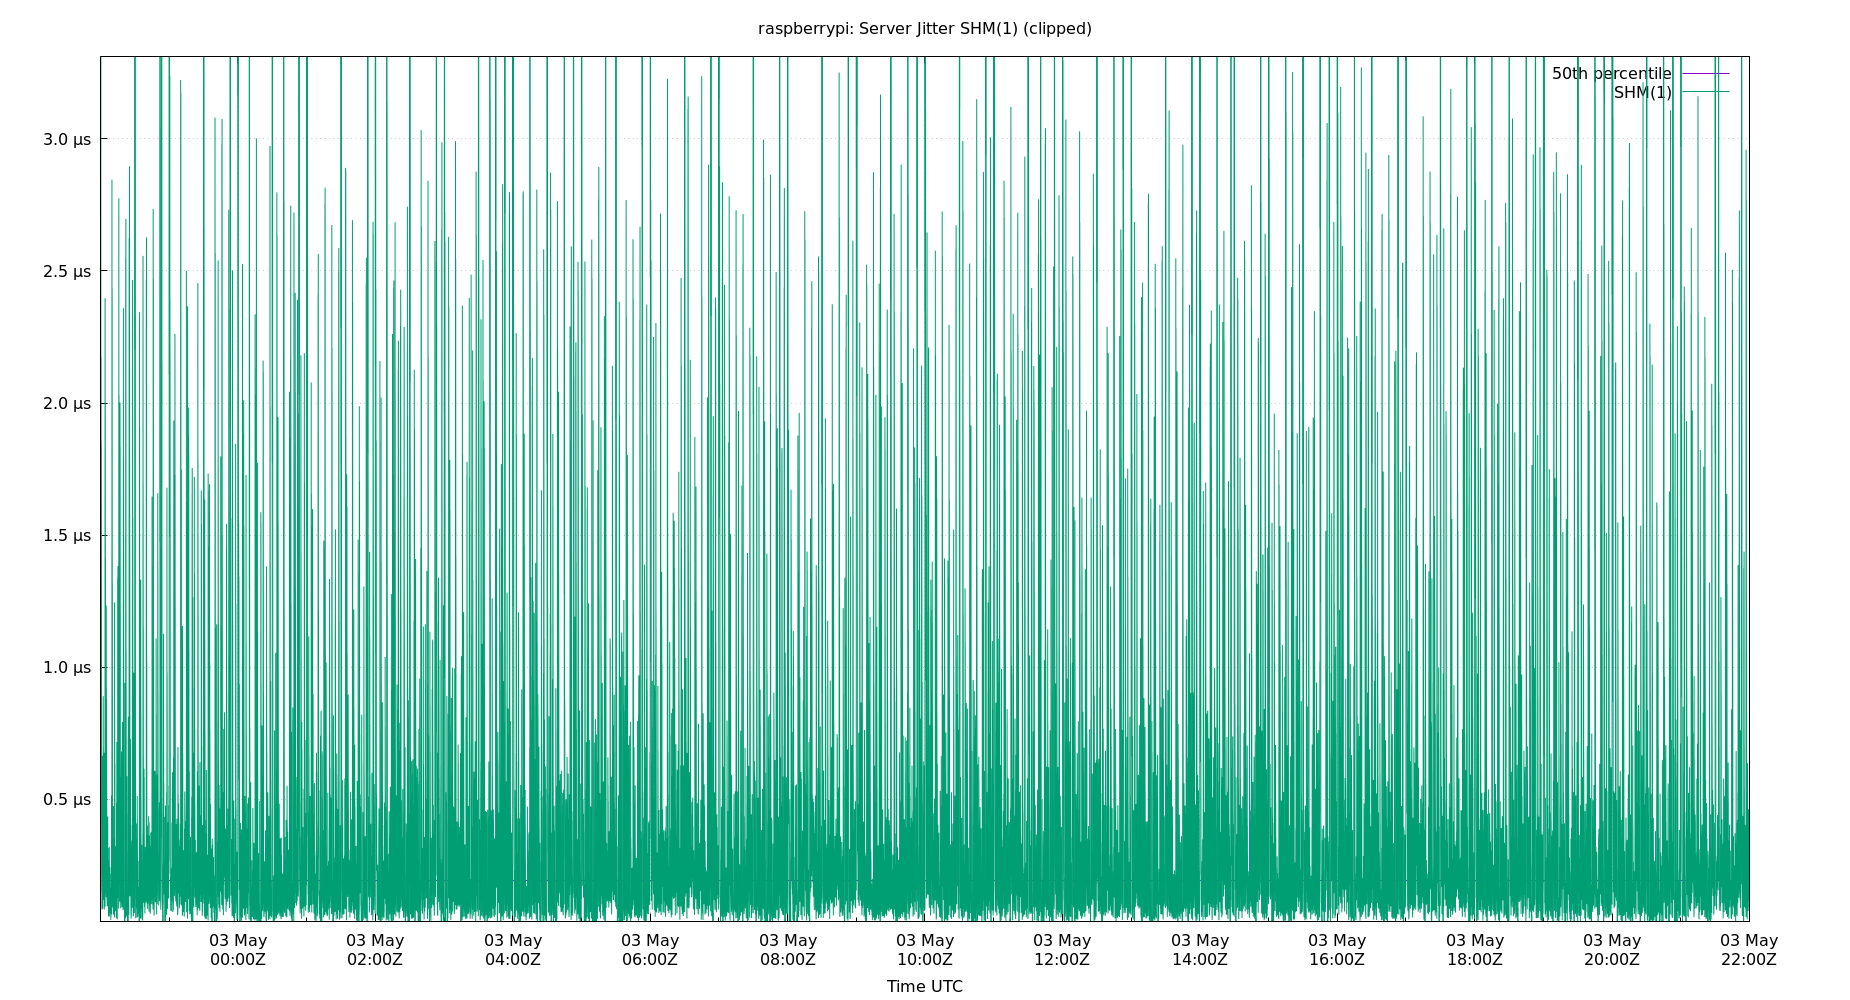 raspberrypi: Server Jitter SHM(1) (clipped)
50th percentile
SHM(1)
3.0 µs
2.5 µs
2.0 µs
1.5 µs
1.0 µs
0.5 µs
03 May 03 May 03 May 03 May 03 May 03 May 03 May 03 May 03 May 03 May 03 May 03 May
00:00Z 02:00Z 04:00Z 06:00Z 08:00Z 10:00Z 12:00Z 14:00Z 16:00Z 18:00Z 20:00Z 22:00Z
Time UTC